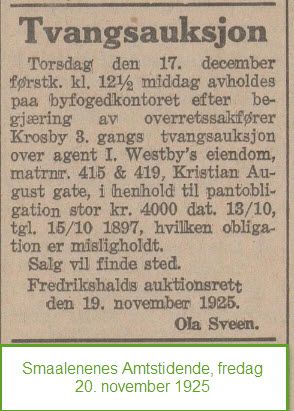 Tvangsauksjon
Torsdag den 17. december
førstk. kl. 12½ middag avholdes
paa byfogedkontoret efter be-
gjæring av overretssakfører
Krosby 3. gangs tvangsauksjon
over agent I. Westby's eiendom,
matrnr. 415 & 419, Kristian Au-
gust gate, i henhold til pantobli-
gation stor kr. 4000 dat. 13/10,
tgl. 15/10 1897, hvilken obliga-
tion er misligholdt.
Salg vil finde sted.
Fredrikshalds auktionsrett
den 19. november 1925.
Ola Sveen.
Smaalenenes Amtstidende, fredag
20. november 1925